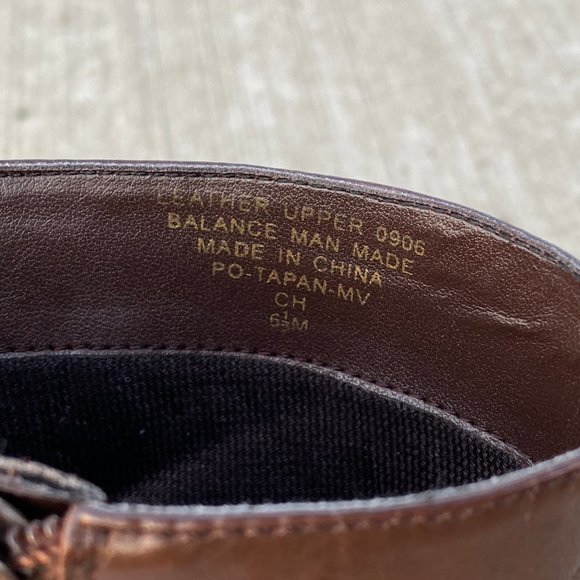 LEATHER UPPER 0906
BALANCE MAN MADE
MADE IN CHINA
PO-TAPAN-MV
CH
6½M